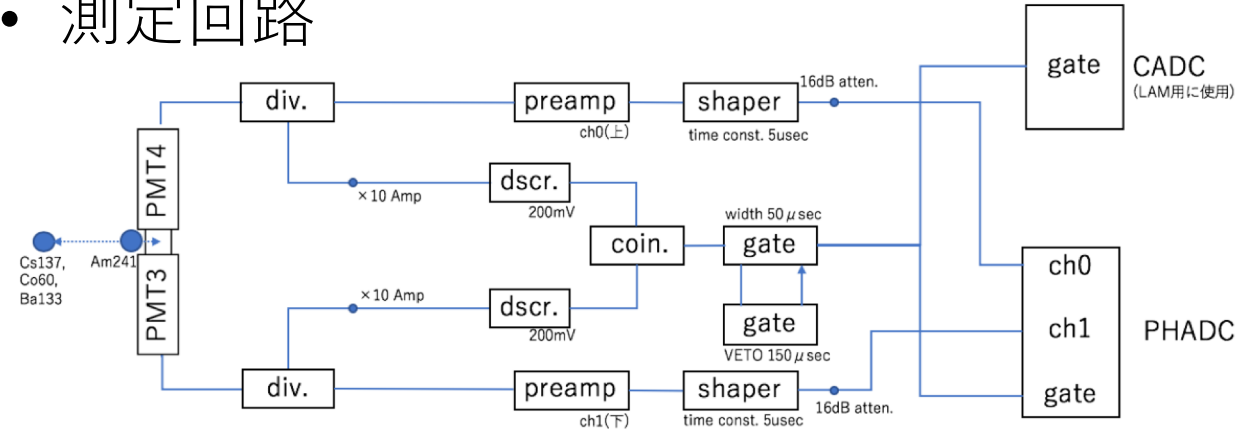 • 測定回路
div.
preamp
ch0(上)
shaper
time const. 5usec
16dB atten.
gate
CADC
(LAM用に使用)
PMT4
×10 Amp
dscr.
200mV
Cs137,
Co60,
Ba133
Am241
coin.
width 50μsec
gate
PMT3
×10 Amp
dscr.
200mV
gate
VETO 150μsec
ch0
ch1
gate
PHADC
div.
preamp
ch1(下)
shaper
time const. 5usec
16dB atten.